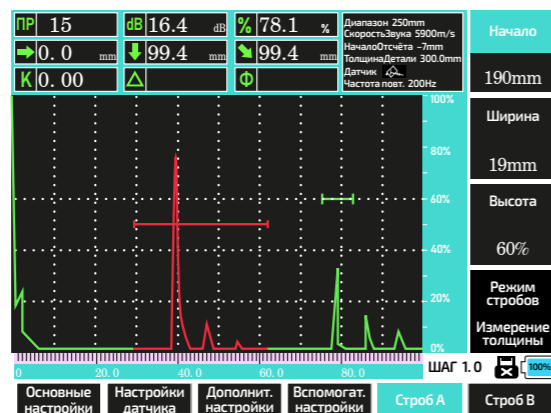 ПР 15 dB 16.4 dB % 78.1 %
0.0 mm 99.4 mm 99.4 mm
K 0.00 Δ Φ
Диапазон 250mm
СкоростьЗвука 5900m/s
НачалоОтсчёта -7mm
ТолщинаДетали 300.0mm
Датчик
Частота повт. 200Hz
Начало
190mm
Ширина
19mm
Высота
60%
Режим
стробов
Измерение
толщины
100%
80%
60%
40%
20%
0%
0 20.0 40.0 60.0 80.0
ШАГ 1.0 100%
Основные
настройки
Настройки
датчика
Дополнит.
настройки
Вспомогат.
настройки
Строб А
Строб В